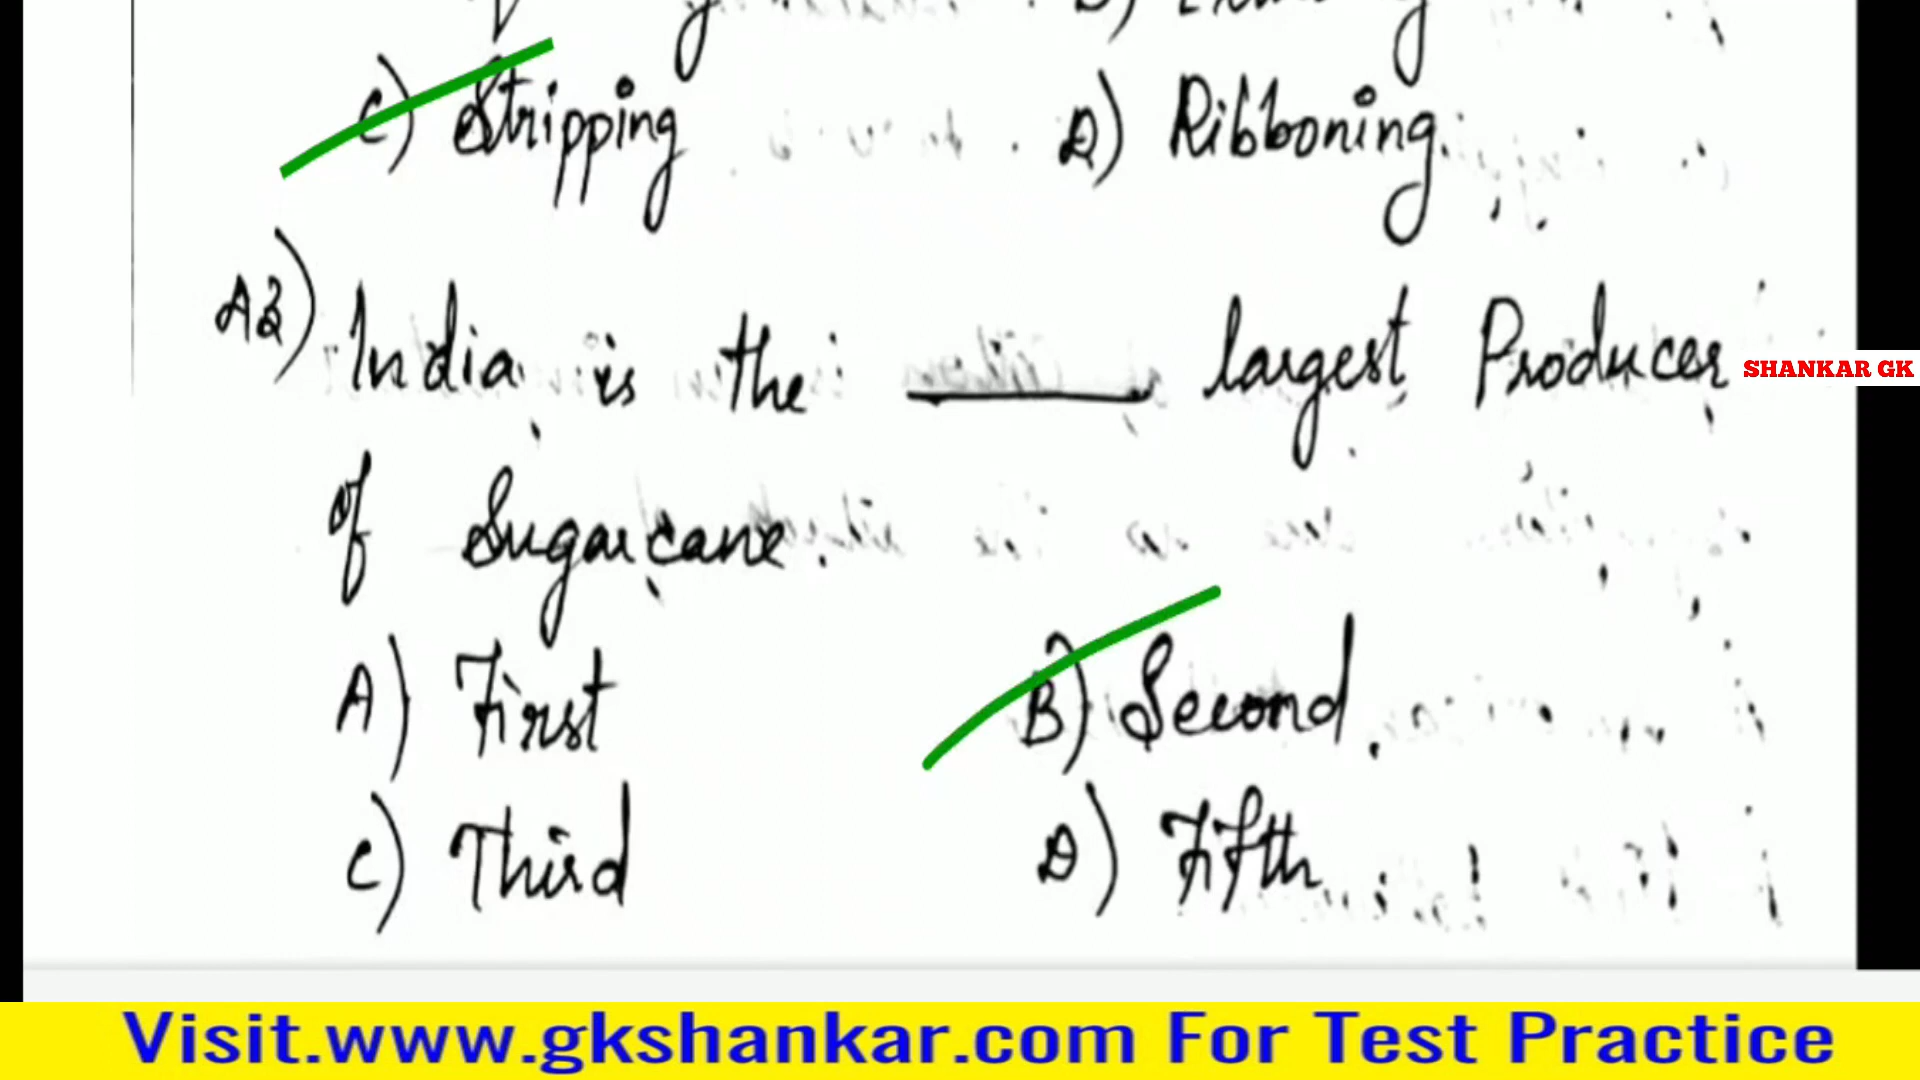 C) Stripping D) Ribboning.
A3) India is the ______ largest Producer
SHANKAR GK
of Sugarcane.
A) First B) Second.
C) Third D) Fifth
Visit.www.gkshankar.com For Test Practice